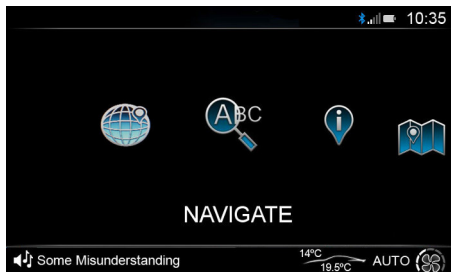 10:35
ABC
NAVIGATE
Some Misunderstanding
14ºC
19.5ºC
AUTO